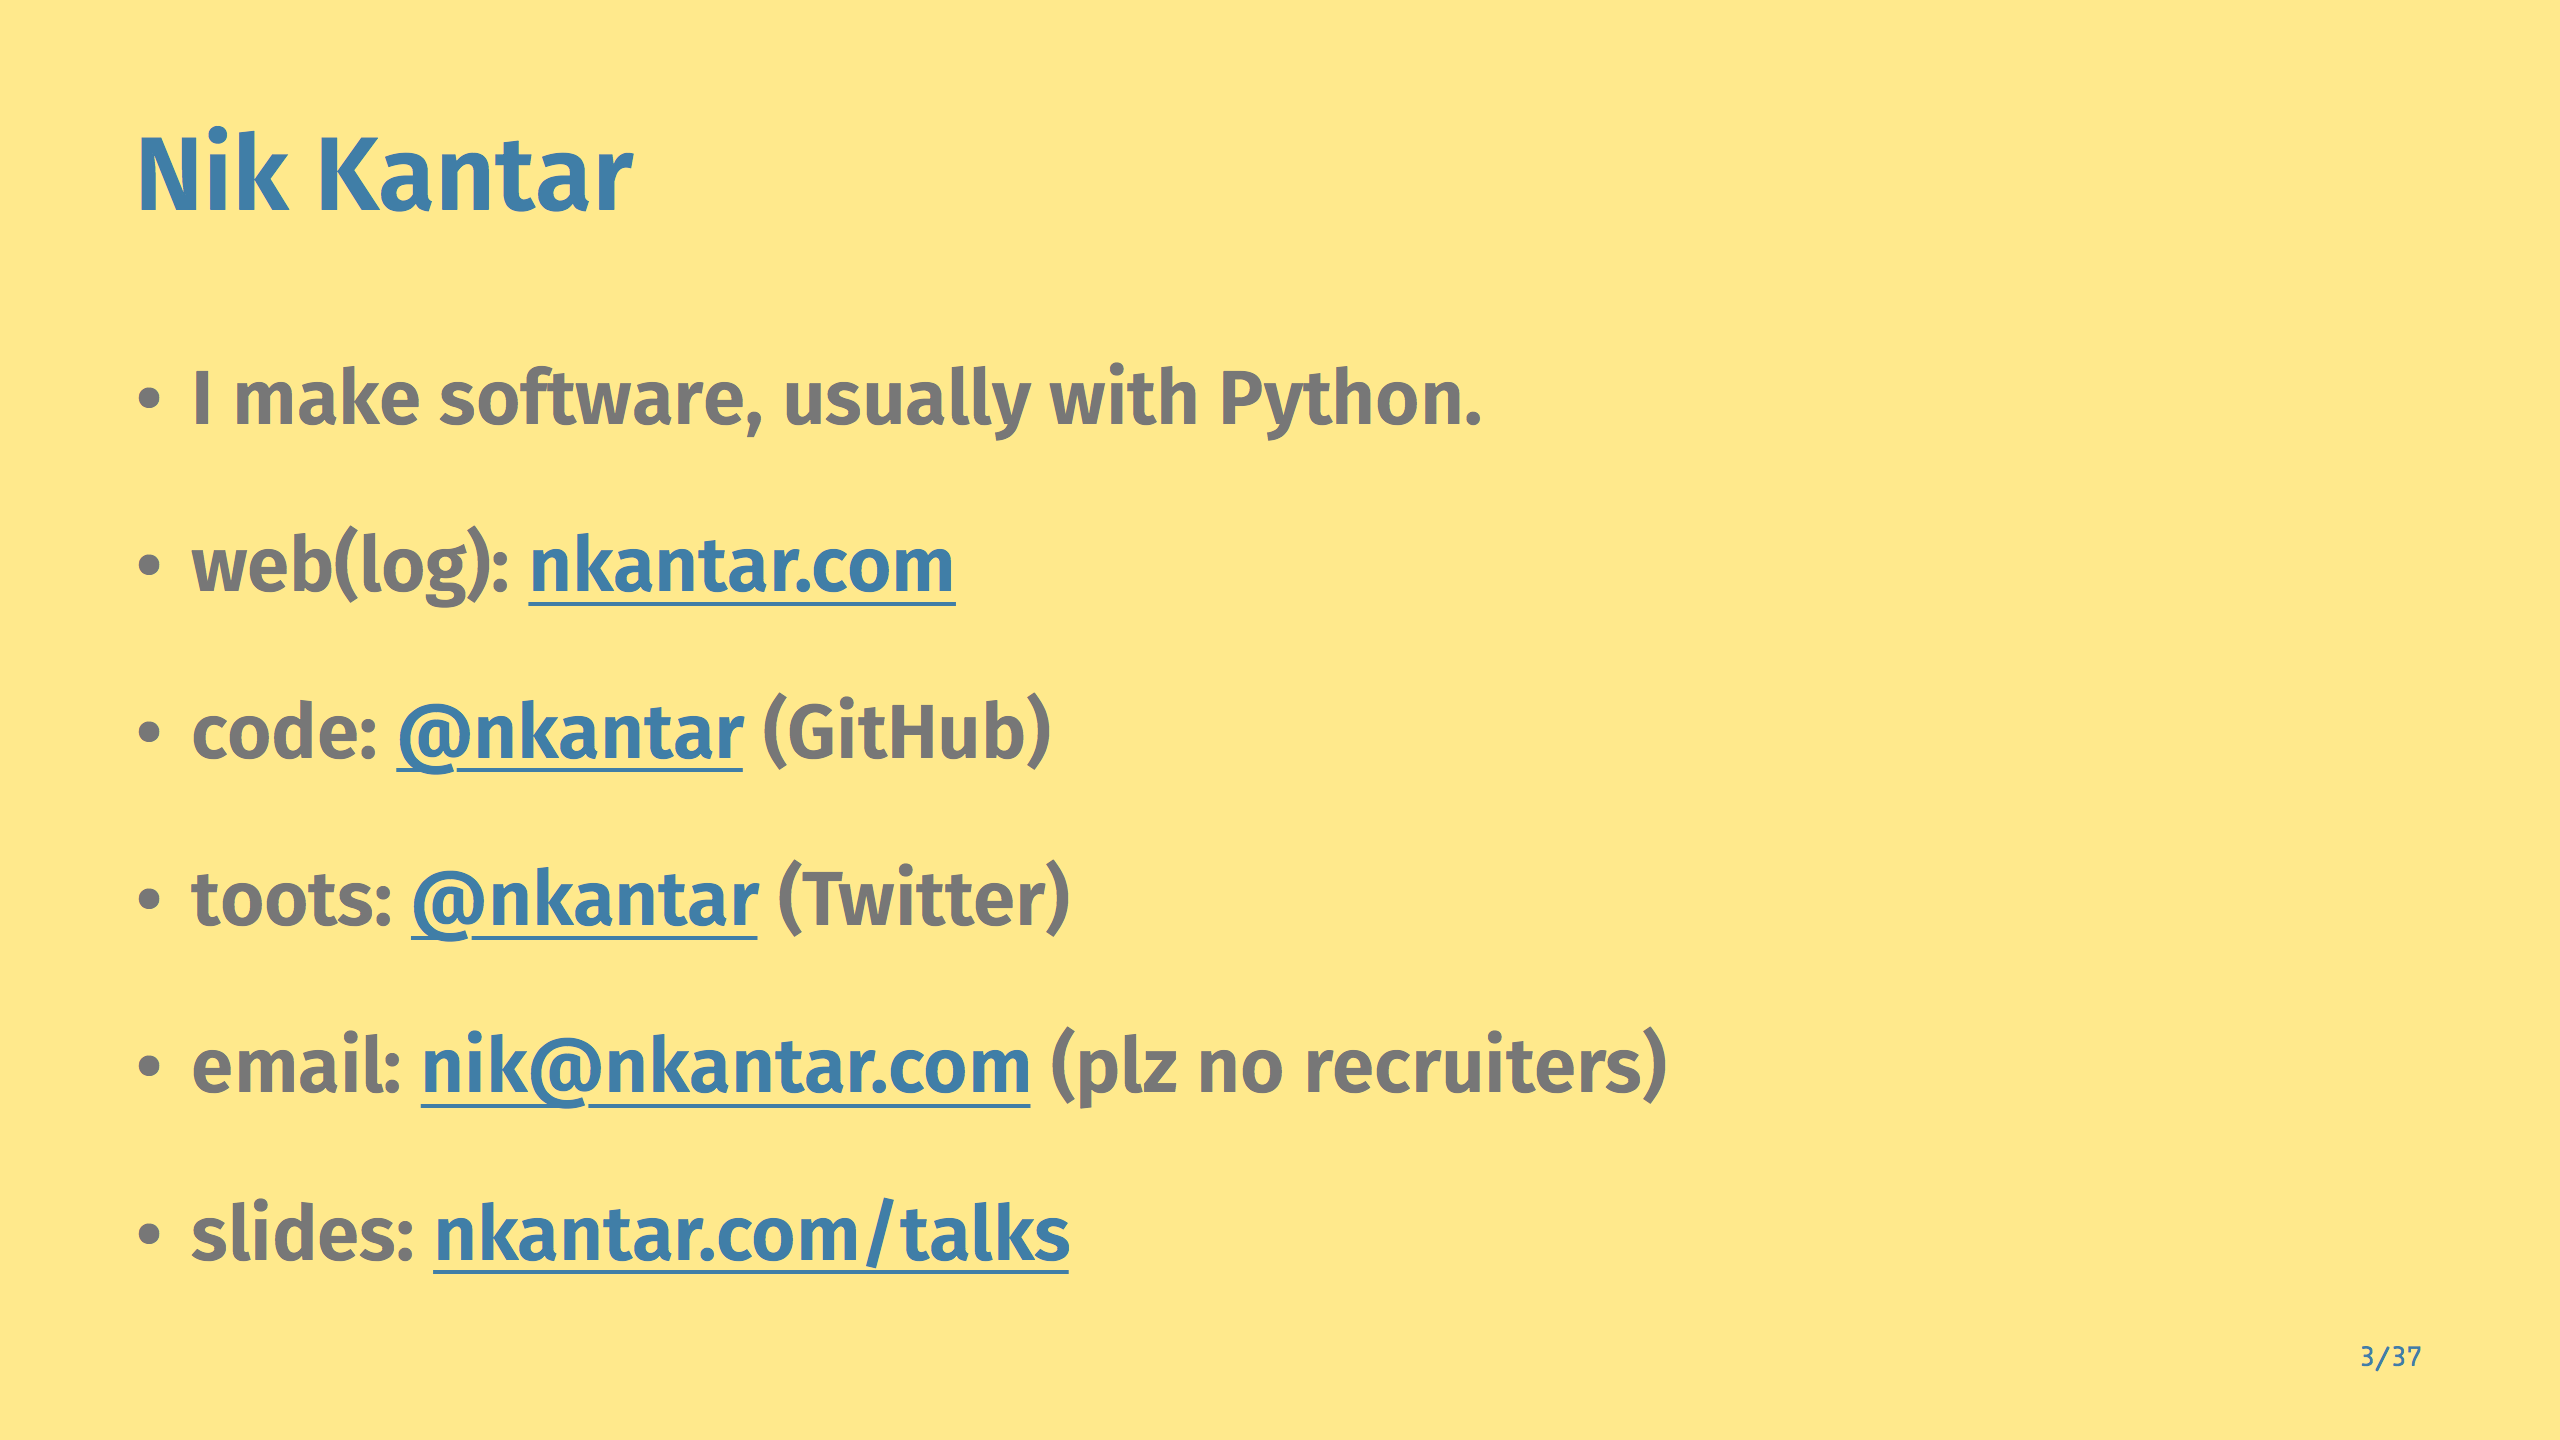 Nik Kantar
• I make software, usually with Python.
• web(log): nkantar.com
• code: @nkantar (GitHub)
• toots: @nkantar (Twitter)
• email: nik@nkantar.com (plz no recruiters)
• slides: nkantar.com/talks
3/37